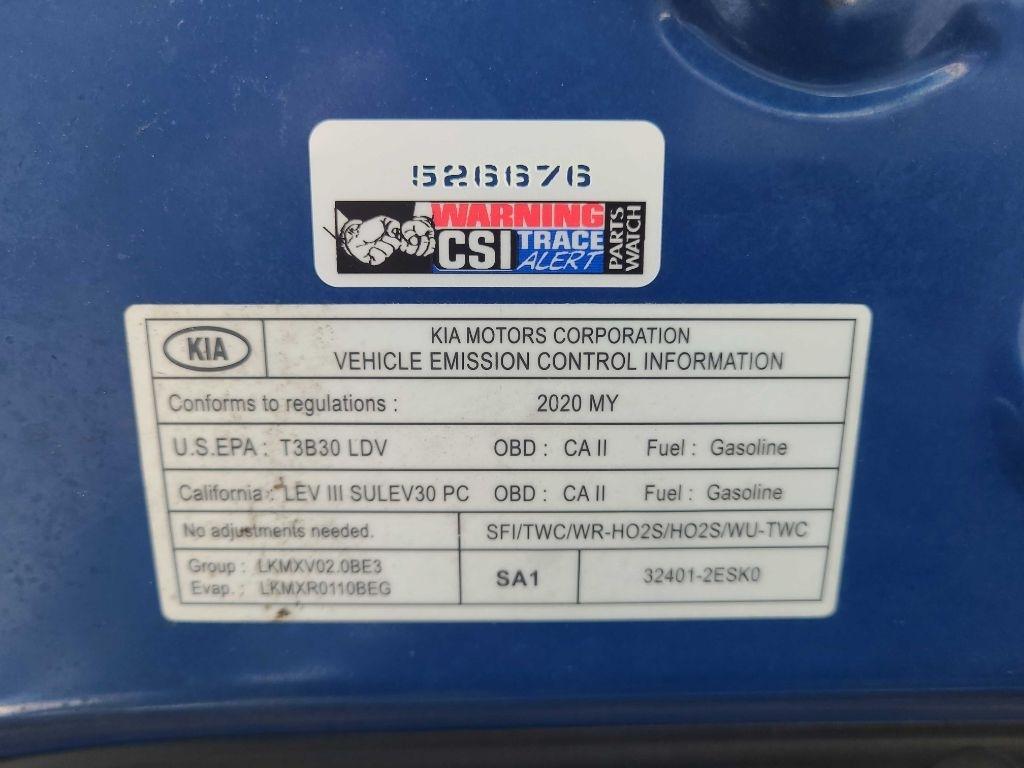 526676
WARNING
CSI TRACE ALERT
PARTS WATCH
KIA
KIA MOTORS CORPORATION
VEHICLE EMISSION CONTROL INFORMATION
Conforms to regulations : 2020 MY
U.S.EPA : T3B30 LDV OBD : CA II Fuel : Gasoline
California : LEV III SULEV30 PC OBD : CA II Fuel : Gasoline
No adjustments needed. SFI/TWC/WR-HO2S/HO2S/WU-TWC
Group : LKMXV02.0BE3
Evap. : LKMXR0110BEG
SA1
32401-2ESK0